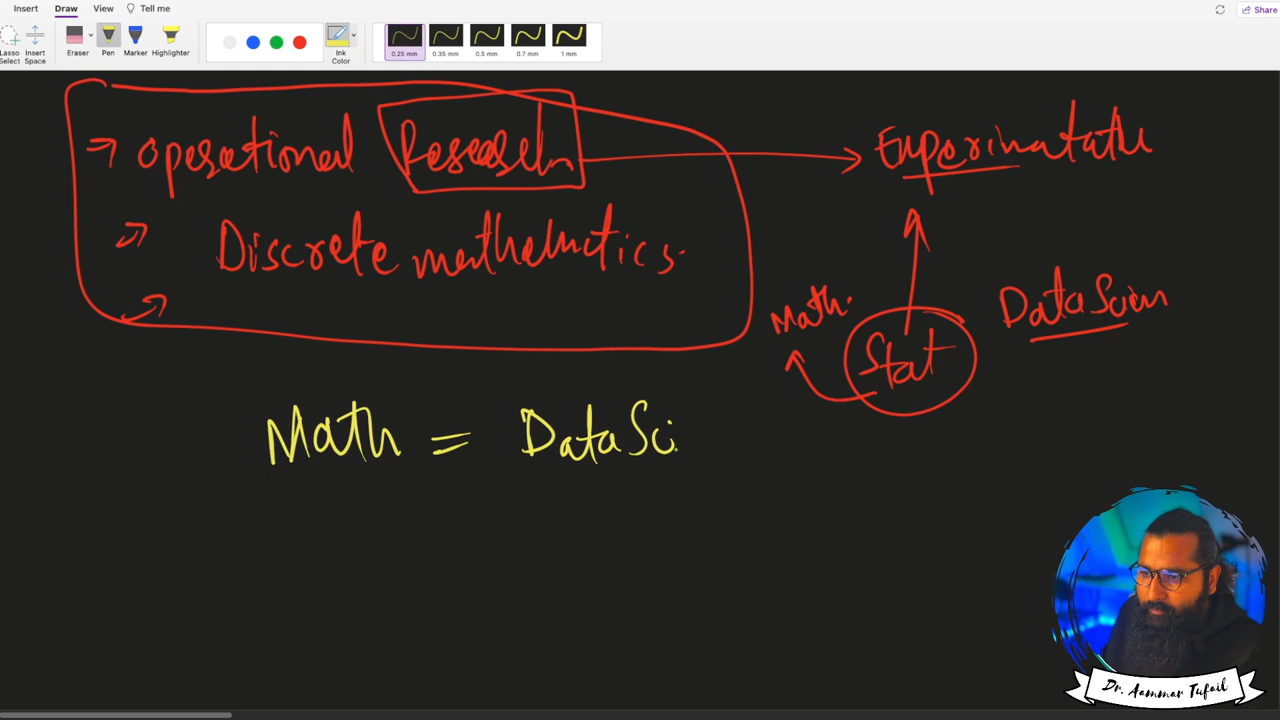 Insert Draw View Tell me
Share
Lasso Select
Insert Space
Eraser
Pen
Marker
Highlighter
Ink Color
0.25 mm
0.35 mm
0.5 mm
0.7 mm
1 mm
→ Operational Research
→ Discrete mathematics.
Math.
Stat
Data Scien
Math = Data Sci
Dr. Aammar Tufail